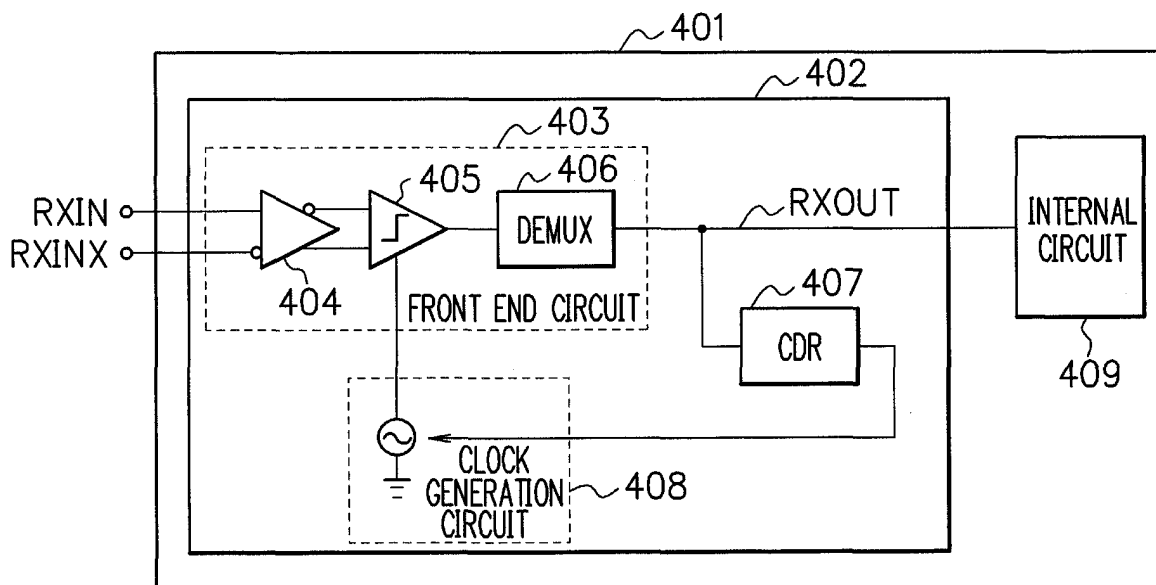 401
402
403
405
406
RXIN
RXINX
DEMUX
RXOUT
INTERNAL
CIRCUIT
404
FRONT END CIRCUIT
407
CDR
409
CLOCK
GENERATION
CIRCUIT
408